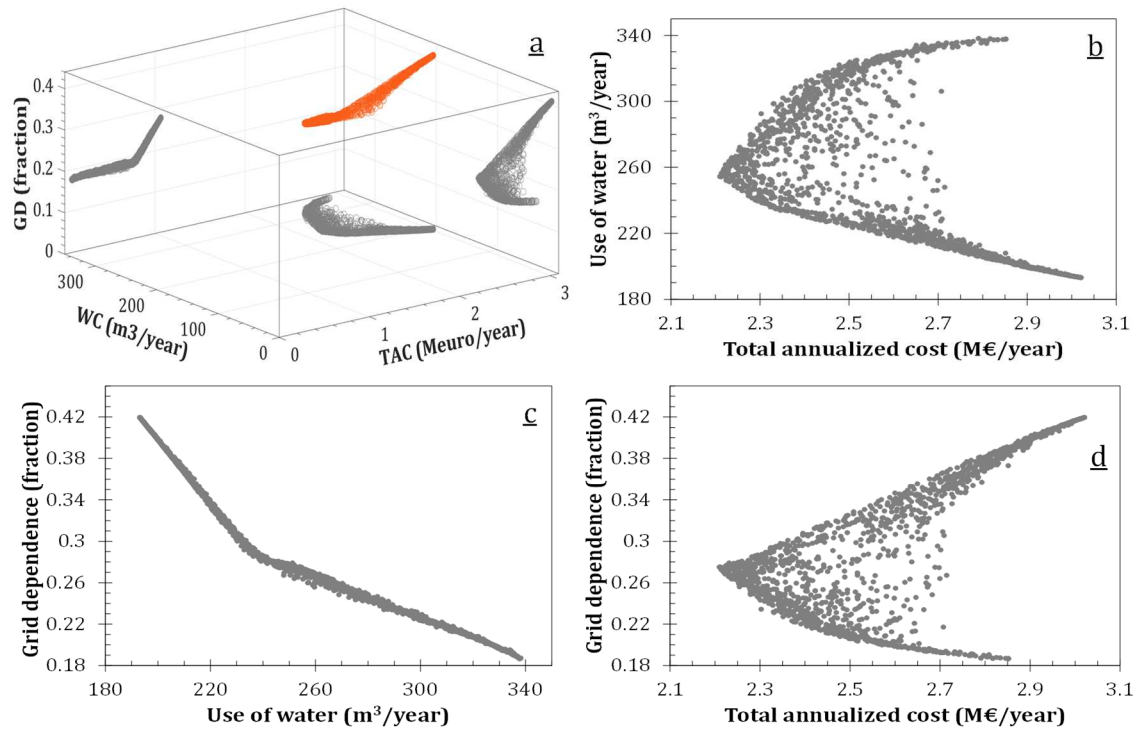 a
GD (fraction)
0.4
0.3
0.2
0.1
0
300
200
100
0
WC (m3/year)
0
1
2
3
TAC (Meuro/year)
b
Use of water (m³/year)
340
300
260
220
180
2.1 2.3 2.5 2.7 2.9 3.1
Total annualized cost (M€/year)
c
Grid dependence (fraction)
0.42
0.38
0.34
0.3
0.26
0.22
0.18
180 220 260 300 340
Use of water (m³/year)
d
Grid dependence (fraction)
0.42
0.38
0.34
0.3
0.26
0.22
0.18
2.1 2.3 2.5 2.7 2.9 3.1
Total annualized cost (M€/year)